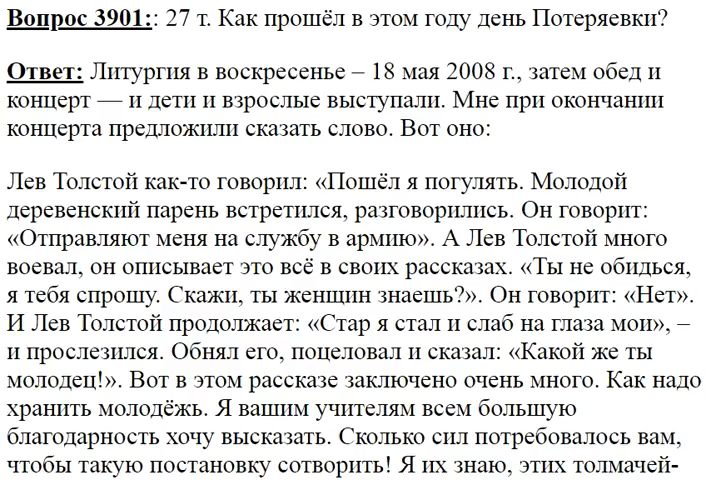 Вопрос 3901:: 27 т. Как прошёл в этом году день Потеряевки?
Ответ: Литургия в воскресенье – 18 мая 2008 г., затем обед и
концерт — и дети и взрослые выступали. Мне при окончании
концерта предложили сказать слово. Вот оно:
Лев Толстой как-то говорил: «Пошёл я погулять. Молодой
деревенский парень встретился, разговорились. Он говорит:
«Отправляют меня на службу в армию». А Лев Толстой много
воевал, он описывает это всё в своих рассказах. «Ты не обидься,
я тебя спрошу. Скажи, ты женщин знаешь?». Он говорит: «Нет».
И Лев Толстой продолжает: «Стар я стал и слаб на глаза мои», –
и прослезился. Обнял его, поцеловал и сказал: «Какой же ты
молодец!». Вот в этом рассказе заключено очень много. Как надо
хранить молодёжь. Я вашим учителям всем большую
благодарность хочу высказать. Сколько сил потребовалось вам,
чтобы такую постановку сотворить! Я их знаю, этих толмачей-